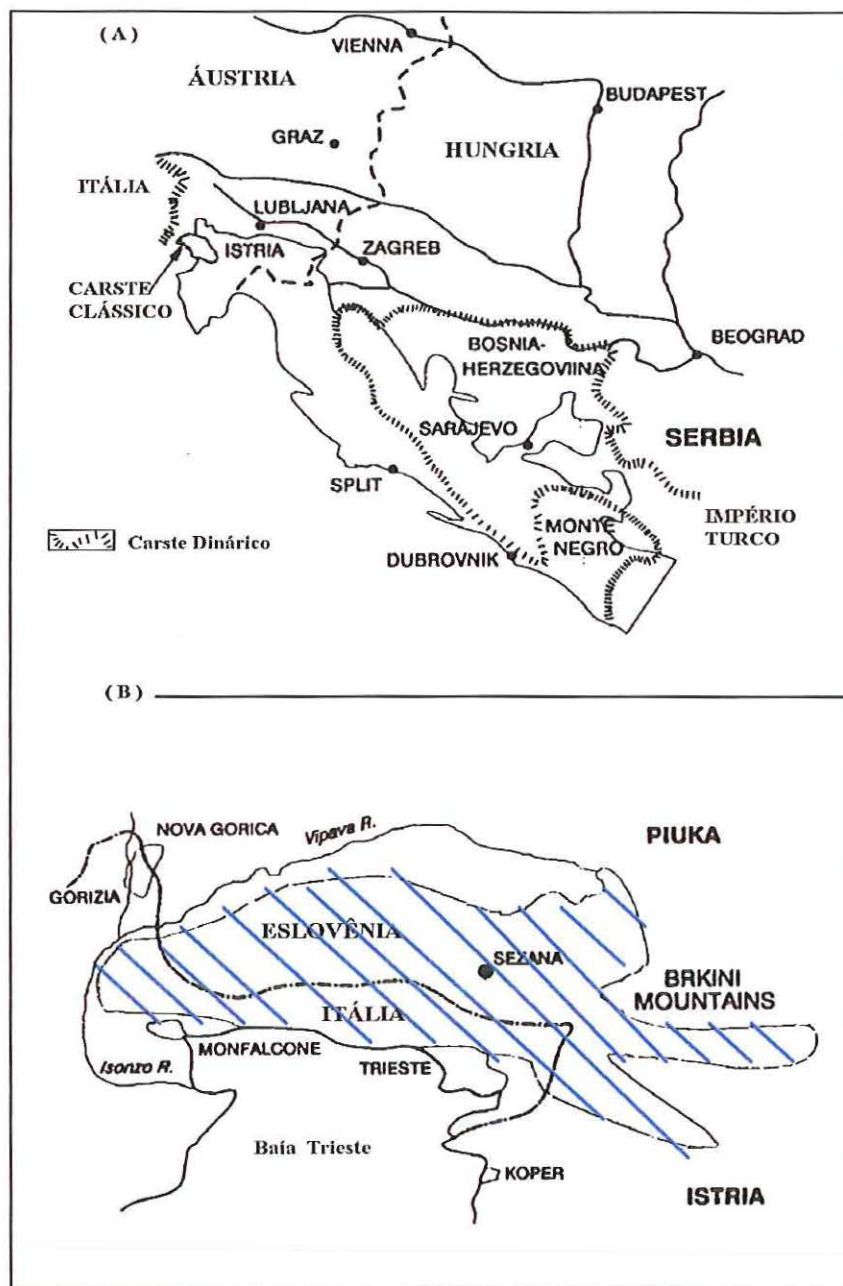 (A)
VIENNA
ÁUSTRIA
BUDAPEST
GRAZ
HUNGRIA
ITÁLIA
LUBLJANA
ISTRIA
ZAGREB
CARSTE
CLÁSSICO
BOSNIA-
HERZEGOVIINA
BEOGRAD
SARAJEVO
SERBIA
SPLIT
IMPÉRIO
TURCO
MONTE
NEGRO
Carste Dinárico
DUBROVNIK
(B)
NOVA GORICA
Vipava R.
PIUKA
GORIZIA
ESLOVÊNIA
SEZANA
BRKINI
MOUNTAINS
ITÁLIA
MONFALCONE
Isonzo R.
TRIESTE
Baía Trieste
KOPER
ISTRIA